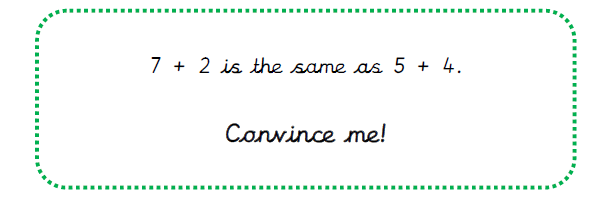 7 + 2 is the same as 5 + 4.
Convince me!